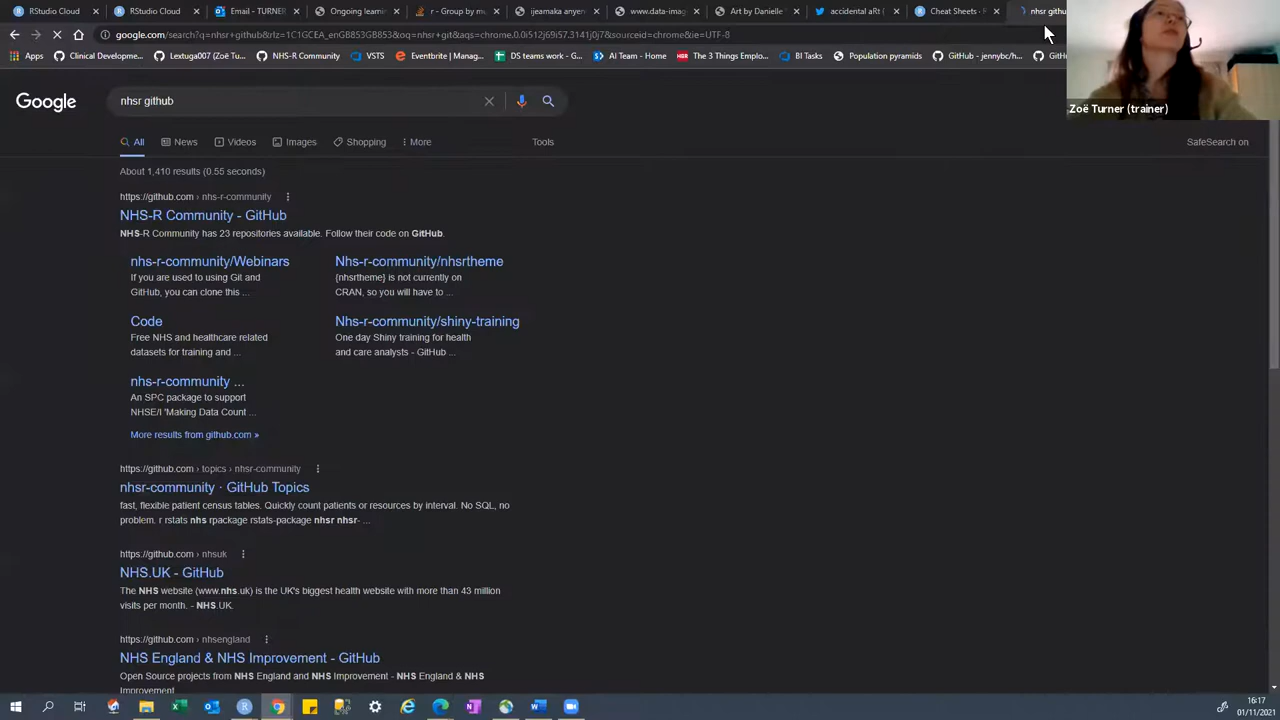 RStudio Cloud
RStudio Cloud
Email - TURNER
Ongoing learni
r - Group by mu
ijeamaka anyen
www.data-imag
Art by Danielle
accidental aRt (
Cheat Sheets - R
nhsr github
google.com/search?q=nhsr+github&rlz=1C1GCEA_enGB853GB853&oq=nhsr+git&aqs=chrome.0.0i512j69i57.3141j0j7&sourceid=chrome&ie=UTF-8
Apps
Clinical Developme...
Lextuga007 (Zoë Tu...
NHS-R Community
VSTS
Eventbrite | Manag...
DS teams work - G...
AI Team - Home
The 3 Things Emplo...
BI Tasks
Population pyramids
GitHub - jennybc/h...
GitH
Zoë Turner (trainer)
Google
nhsr github
All
News
Videos
Images
Shopping
More
Tools
SafeSearch on
About 1,410 results (0.55 seconds)
https://github.com › nhs-r-community
NHS-R Community - GitHub
NHS-R Community has 23 repositories available. Follow their code on GitHub.
nhs-r-community/Webinars
If you are used to using Git and
GitHub, you can clone this ...
Nhs-r-community/nhsrtheme
{nhsrtheme} is not currently on
CRAN, so you will have to ...
Code
Free NHS and healthcare related
datasets for training and ...
Nhs-r-community/shiny-training
One day Shiny training for health
and care analysts - GitHub ...
nhs-r-community ...
An SPC package to support
NHSE/I 'Making Data Count ...
More results from github.com »
https://github.com › topics › nhsr-community
nhsr-community · GitHub Topics
fast, flexible patient census tables. Quickly count patients or resources by interval. No SQL, no
problem. r rstats nhs rpackage rstats-package nhsr nhsr- ...
https://github.com › nhsuk
NHS.UK - GitHub
The NHS website (www.nhs.uk) is the UK's biggest health website with more than 43 million
visits per month. - NHS.UK.
https://github.com › nhsengland
NHS England & NHS Improvement - GitHub
Open Source projects from NHS England and NHS Improvement - NHS England & NHS
Improvement
16:17
01/11/2021